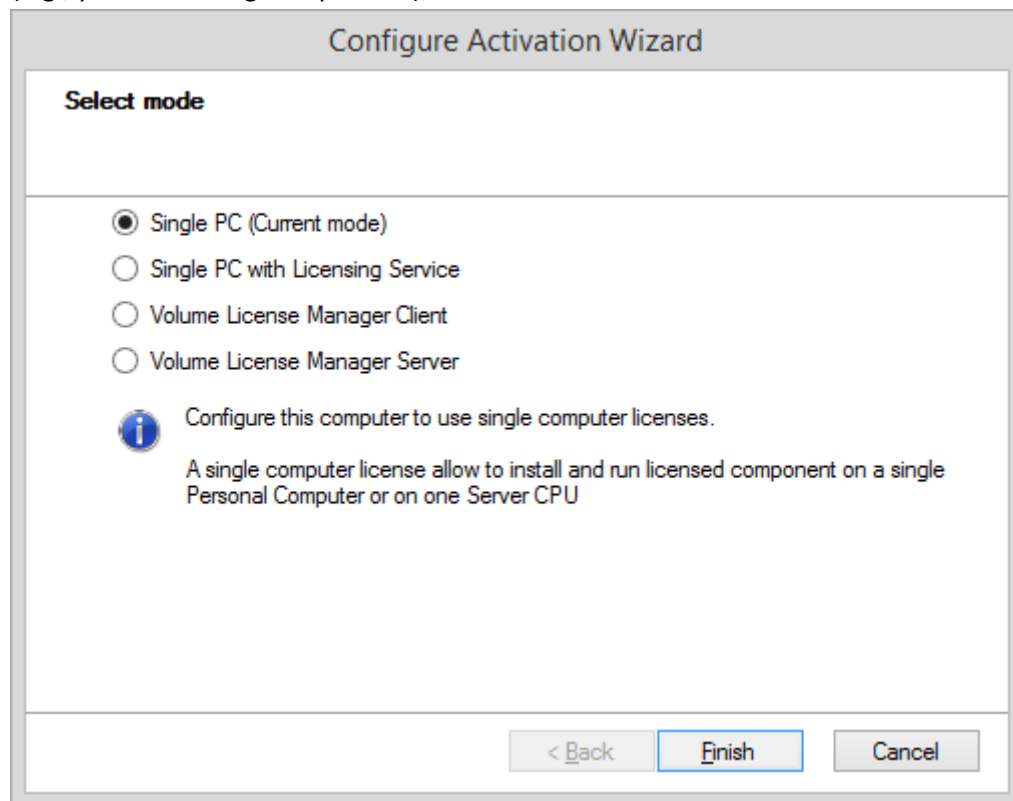 Configure Activation Wizard
Select mode
Single PC (Current mode)
Single PC with Licensing Service
Volume License Manager Client
Volume License Manager Server
Configure this computer to use single computer licenses.
A single computer license allow to install and run licensed component on a single
Personal Computer or on one Server CPU
< Back Finish Cancel